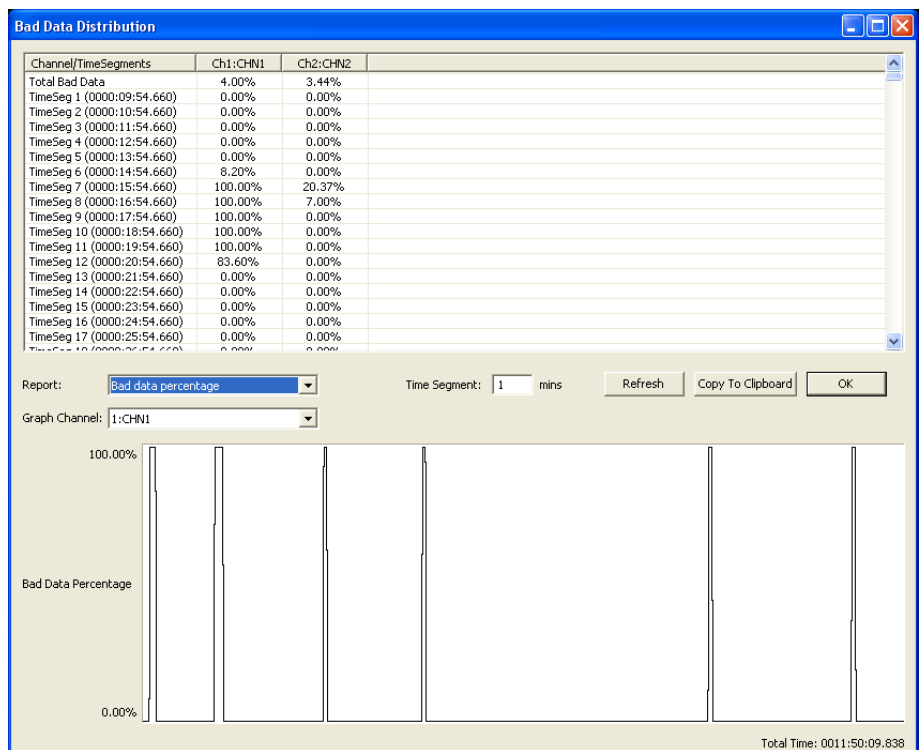 Bad Data Distribution
Channel/TimeSegments Ch1:CHN1 Ch2:CHN2
Total Bad Data 4.00% 3.44%
TimeSeg 1 (0000:09:54.660) 0.00% 0.00%
TimeSeg 2 (0000:10:54.660) 0.00% 0.00%
TimeSeg 3 (0000:11:54.660) 0.00% 0.00%
TimeSeg 4 (0000:12:54.660) 0.00% 0.00%
TimeSeg 5 (0000:13:54.660) 0.00% 0.00%
TimeSeg 6 (0000:14:54.660) 8.20% 0.00%
TimeSeg 7 (0000:15:54.660) 100.00% 20.37%
TimeSeg 8 (0000:16:54.660) 100.00% 7.00%
TimeSeg 9 (0000:17:54.660) 100.00% 0.00%
TimeSeg 10 (0000:18:54.660) 100.00% 0.00%
TimeSeg 11 (0000:19:54.660) 100.00% 0.00%
TimeSeg 12 (0000:20:54.660) 83.60% 0.00%
TimeSeg 13 (0000:21:54.660) 0.00% 0.00%
TimeSeg 14 (0000:22:54.660) 0.00% 0.00%
TimeSeg 15 (0000:23:54.660) 0.00% 0.00%
TimeSeg 16 (0000:24:54.660) 0.00% 0.00%
TimeSeg 17 (0000:25:54.660) 0.00% 0.00%
Report: Bad data percentage Time Segment: 1 mins Refresh Copy To Clipboard OK
Graph Channel: 1:CHN1
100.00%
Bad Data Percentage
0.00%
Total Time: 0011:50:09.838